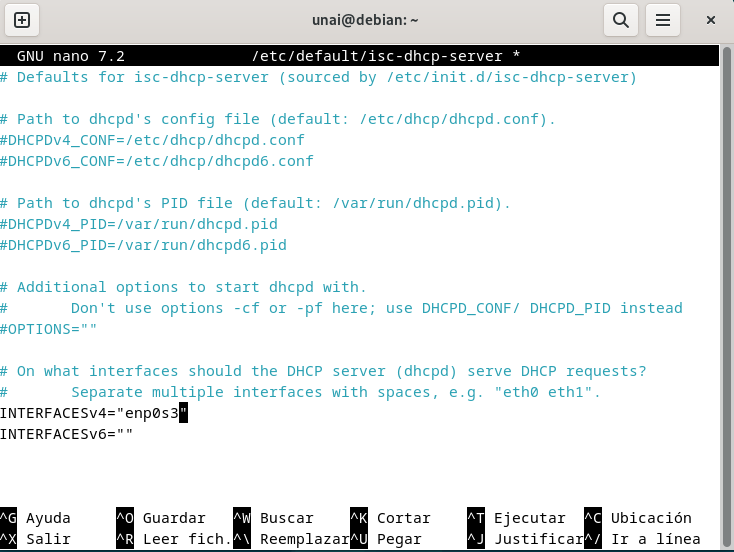 unai@debian: ~
GNU nano 7.2 /etc/default/isc-dhcp-server *
# Defaults for isc-dhcp-server (sourced by /etc/init.d/isc-dhcp-server)
# Path to dhcpd's config file (default: /etc/dhcp/dhcpd.conf).
#DHCPDv4_CONF=/etc/dhcp/dhcpd.conf
#DHCPDv6_CONF=/etc/dhcp/dhcpd6.conf
# Path to dhcpd's PID file (default: /var/run/dhcpd.pid).
#DHCPDv4_PID=/var/run/dhcpd.pid
#DHCPDv6_PID=/var/run/dhcpd6.pid
# Additional options to start dhcpd with.
#       Don't use options -cf or -pf here; use DHCPD_CONF/ DHCPD_PID instead
#OPTIONS=""
# On what interfaces should the DHCP server (dhcpd) serve DHCP requests?
#       Separate multiple interfaces with spaces, e.g. "eth0 eth1".
INTERFACESv4="enp0s3"
INTERFACESv6=""
^G Ayuda ^O Guardar ^W Buscar ^K Cortar ^T Ejecutar ^C Ubicación
^X Salir ^R Leer fich. ^\ Reemplazar ^U Pegar ^J Justificar ^/ Ir a línea